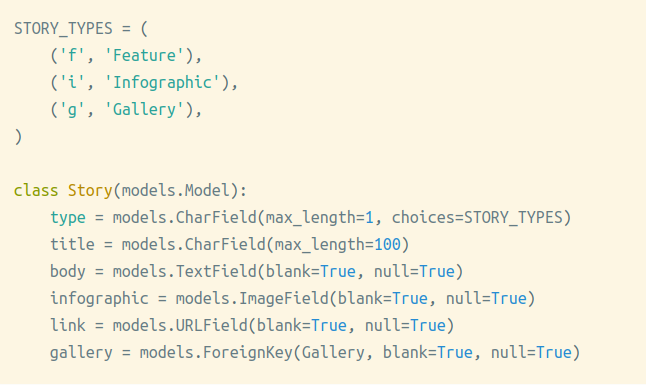 STORY_TYPES = (
    ('f', 'Feature'),
    ('i', 'Infographic'),
    ('g', 'Gallery'),
)

class Story(models.Model):
    type = models.CharField(max_length=1, choices=STORY_TYPES)
    title = models.CharField(max_length=100)
    body = models.TextField(blank=True, null=True)
    infographic = models.ImageField(blank=True, null=True)
    link = models.URLField(blank=True, null=True)
    gallery = models.ForeignKey(Gallery, blank=True, null=True)